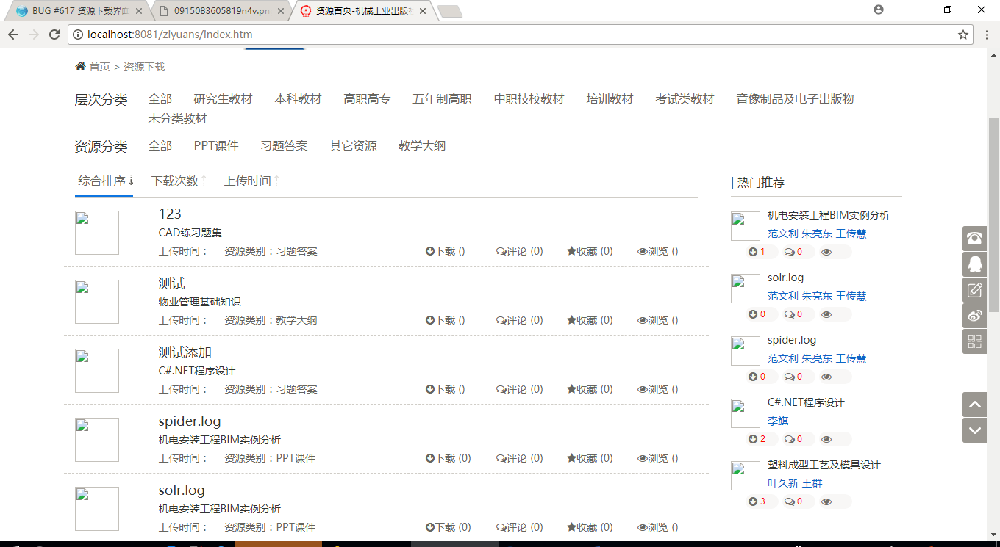 BUG #617 资源下载界面
0915083605819n4v.pn
资源首页-机械工业出版社
localhost:8081/ziyuans/index.htm
首页 > 资源下载
层次分类 全部 研究生教材 本科教材 高职高专 五年制高职 中职技校教材 培训教材 考试类教材 音像制品及电子出版物
未分类教材
资源分类 全部 PPT课件 习题答案 其它资源 教学大纲
综合排序↓ 下载次数↑ 上传时间↑
123
CAD练习题集
上传时间： 资源类别：习题答案 下载 () 评论 (0) 收藏 (0) 浏览 ()
测试
物业管理基础知识
上传时间： 资源类别：教学大纲 下载 () 评论 (0) 收藏 (0) 浏览 ()
测试添加
C#.NET程序设计
上传时间： 资源类别：习题答案 下载 () 评论 (0) 收藏 (0) 浏览 ()
spider.log
机电安装工程BIM实例分析
上传时间： 资源类别：PPT课件 下载 (0) 评论 (0) 收藏 (0) 浏览 ()
solr.log
机电安装工程BIM实例分析
上传时间： 资源类别：PPT课件 下载 (0) 评论 (0) 收藏 (0) 浏览 ()
| 热门推荐
机电安装工程BIM实例分析
范文利 朱亮东 王传慧
1 0
solr.log
范文利 朱亮东 王传慧
0 0
spider.log
范文利 朱亮东 王传慧
0 0
C#.NET程序设计
李旗
2 0
塑料成型工艺及模具设计
叶久新 王群
3 0